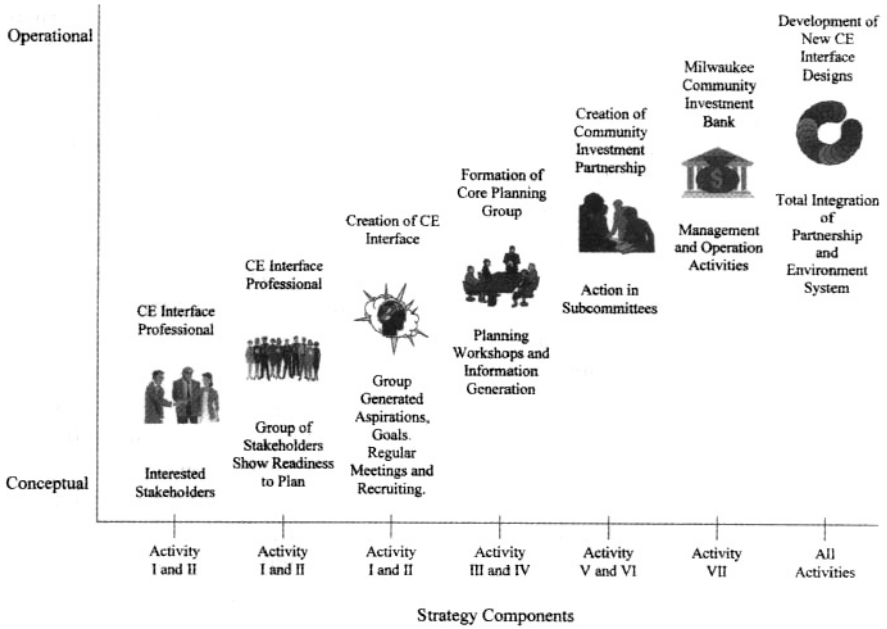 Operational
Conceptual
CE Interface
Professional
Interested
Stakeholders
CE Interface
Professional
Group of
Stakeholders
Show Readiness
to Plan
Creation of CE
Interface
Group
Generated
Aspirations,
Goals.
Regular
Meetings and
Recruiting.
Formation of
Core Planning
Group
Planning
Workshops and
Information
Generation
Creation of
Community
Investment
Partnership
Action in
Subcommittees
Milwaukee
Community
Investment
Bank
$
Management
and Operation
Activities
Development of
New CE
Interface
Designs
Total Integration
of
Partnership
and
Environment
System
Activity
I and II
Activity
I and II
Activity
I and II
Activity
III and IV
Activity
V and VI
Activity
VII
All
Activities
Strategy Components